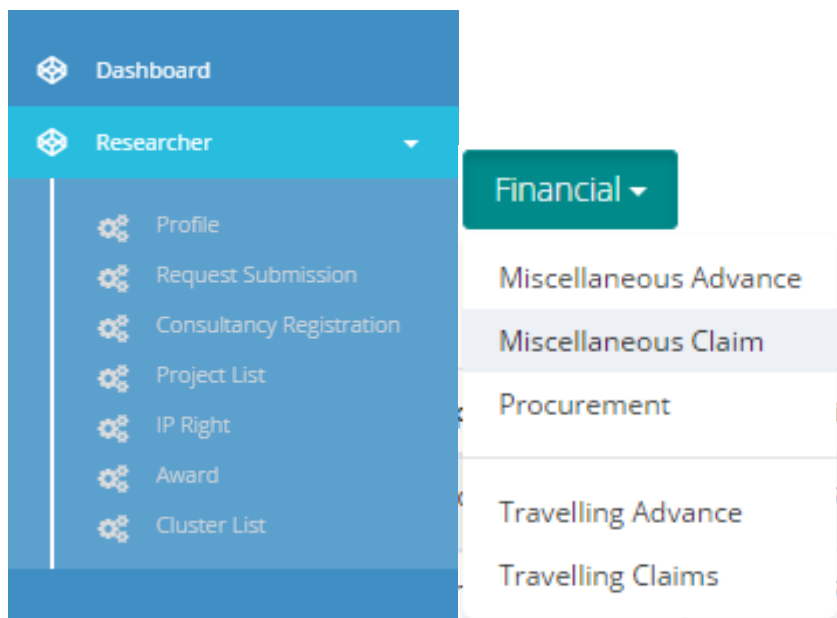 Dashboard
Researcher
Profile
Request Submission
Consultancy Registration
Project List
IP Right
Award
Cluster List
Financial
Miscellaneous Advance
Miscellaneous Claim
Procurement
Travelling Advance
Travelling Claims